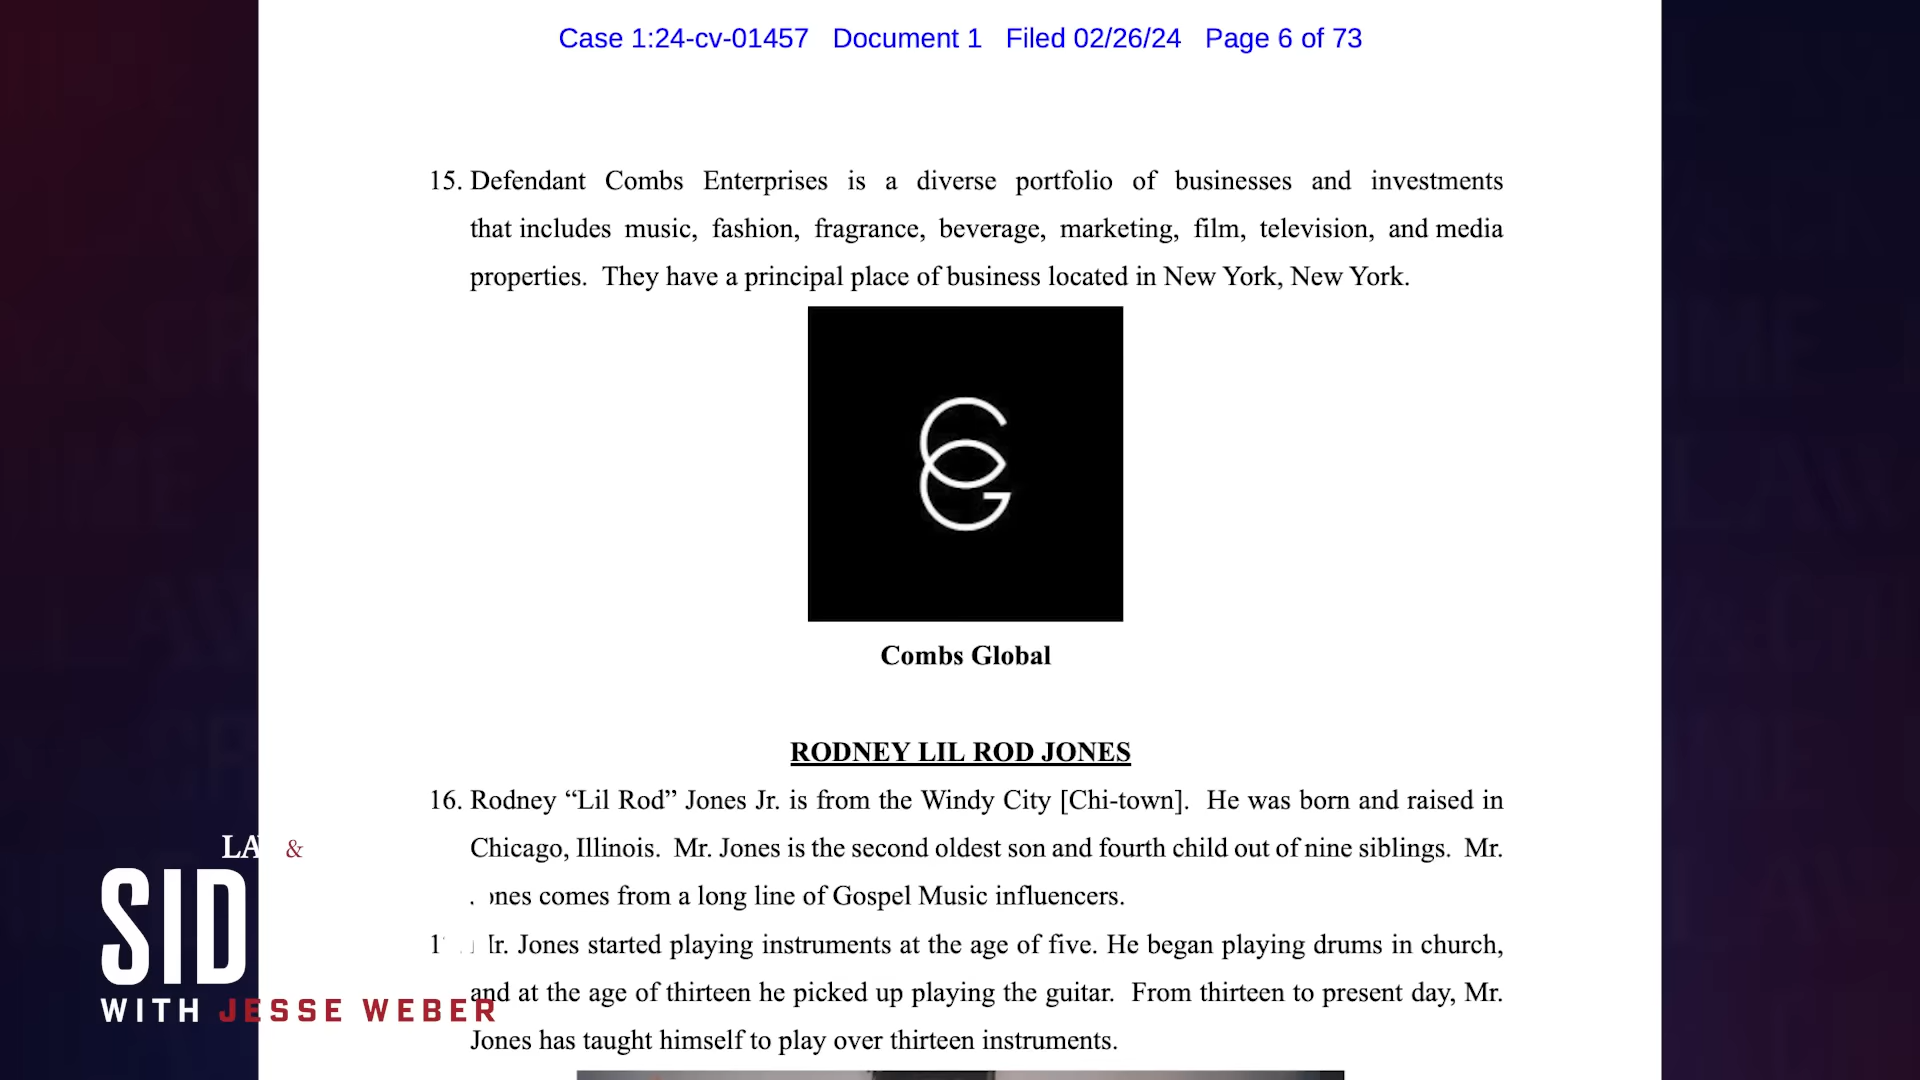 Case 1:24-cv-01457 Document 1 Filed 02/26/24 Page 6 of 73
15. Defendant Combs Enterprises is a diverse portfolio of businesses and investments
that includes music, fashion, fragrance, beverage, marketing, film, television, and media
properties. They have a principal place of business located in New York, New York.
CG
Combs Global
RODNEY LIL ROD JONES
16. Rodney “Lil Rod” Jones Jr. is from the Windy City [Chi-town]. He was born and raised in
Chicago, Illinois. Mr. Jones is the second oldest son and fourth child out of nine siblings. Mr.
ones comes from a long line of Gospel Music influencers.
Jones started playing instruments at the age of five. He began playing drums in church,
and at the age of thirteen he picked up playing the guitar. From thirteen to present day, Mr.
Jones has taught himself to play over thirteen instruments.
LA &
SID
WITH JESSE WEBER